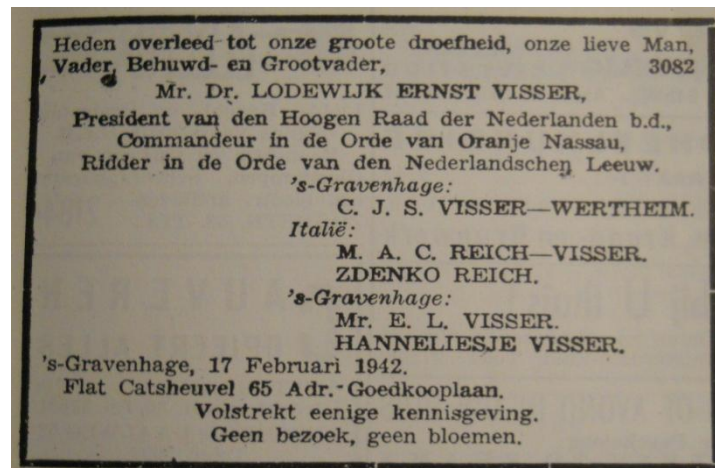 Heden overleed tot onze groote droefheid, onze lieve Man,
Vader, Behuwd- en Grootvader, 3082
Mr. Dr. LODEWIJK ERNST VISSER,
President van den Hoogen Raad der Nederlanden b.d.,
Commandeur in de Orde van Oranje Nassau,
Ridder in de Orde van den Nederlandschen Leeuw.
's-Gravenhage:
C. J. S. VISSER—WERTHEIM.
Italië:
M. A. C. REICH—VISSER.
ZDENKO REICH.
's-Gravenhage:
Mr. E. L. VISSER.
HANNELIESJE VISSER.
's-Gravenhage, 17 Februari 1942.
Flat Catsheuvel 65 Adr.-Goedkooplaan.
Volstrekt eenige kennisgeving.
Geen bezoek, geen bloemen.